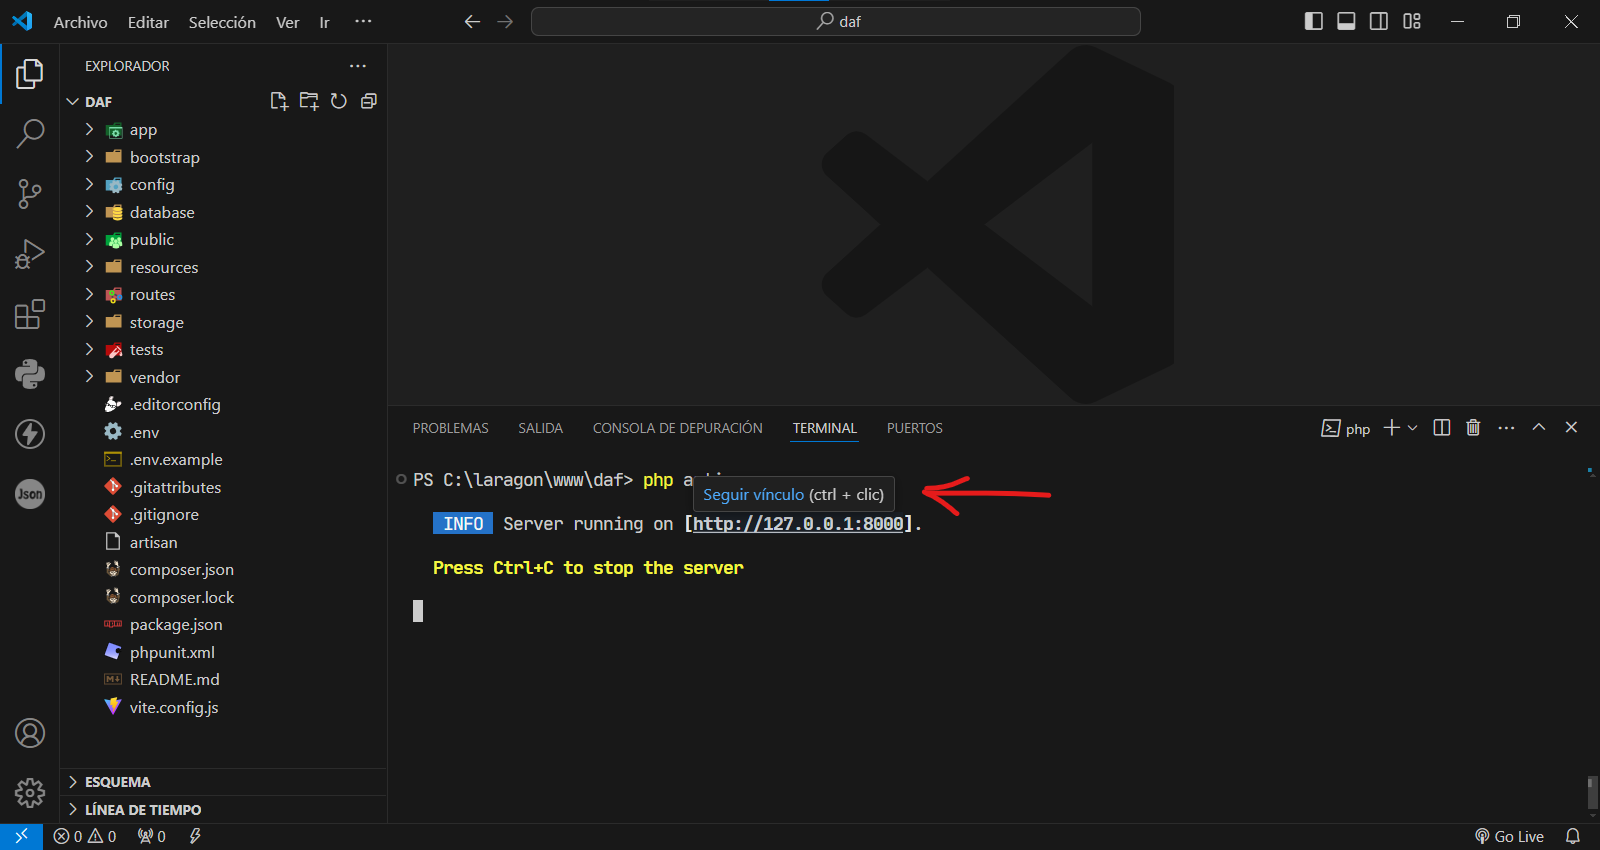 Archivo Editar Selección Ver Ir ···
daf
EXPLORADOR
DAF
app
bootstrap
config
database
public
resources
routes
storage
tests
vendor
.editorconfig
.env
.env.example
.gitattributes
.gitignore
artisan
composer.json
composer.lock
package.json
phpunit.xml
README.md
vite.config.js
ESQUEMA
LÍNEA DE TIEMPO
Json
PROBLEMAS SALIDA CONSOLA DE DEPURACIÓN TERMINAL PUERTOS
php
PS C:\laragon\www\daf> php
Seguir vínculo (ctrl + clic)
INFO Server running on [http://127.0.0.1:8000].
Press Ctrl+C to stop the server
0 0 0
Go Live